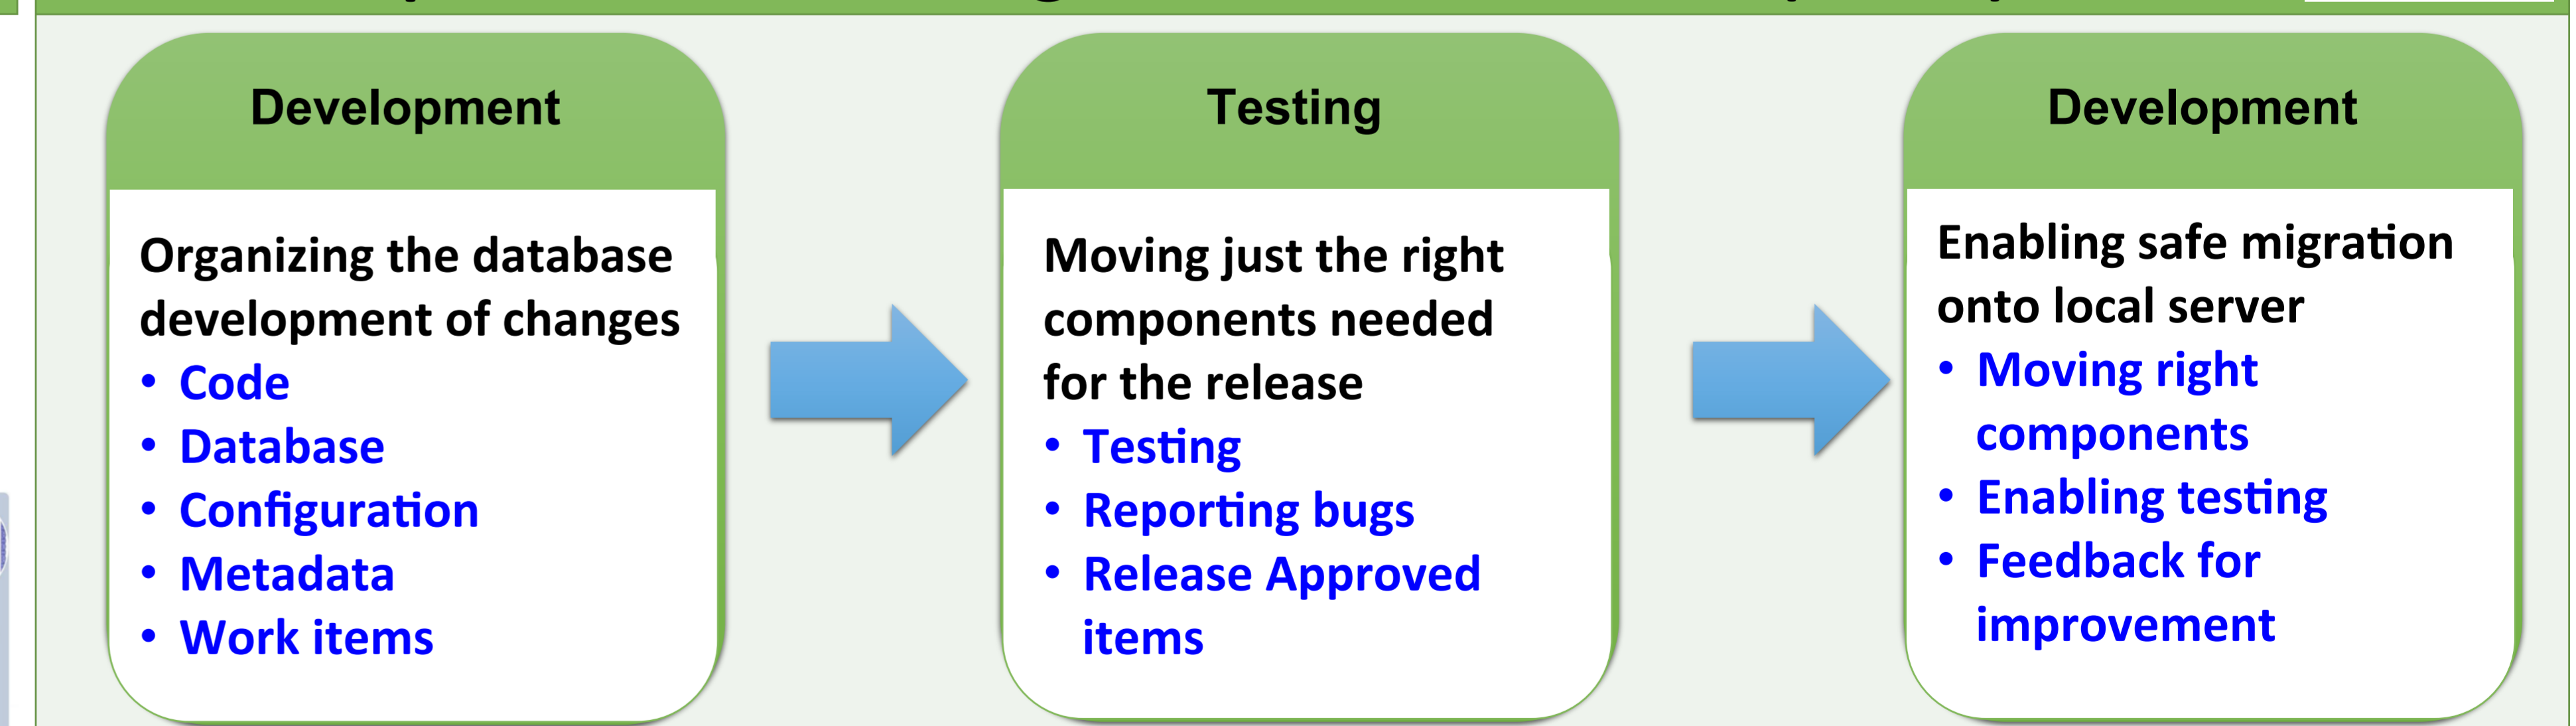 Development
Organizing the database
development of changes
• Code
• Database
• Configuration
• Metadata
• Work items
Testing
Moving just the right
components needed
for the release
• Testing
• Reporting bugs
• Release Approved
items
Development
Enabling safe migration
onto local server
• Moving right
components
• Enabling testing
• Feedback for
improvement